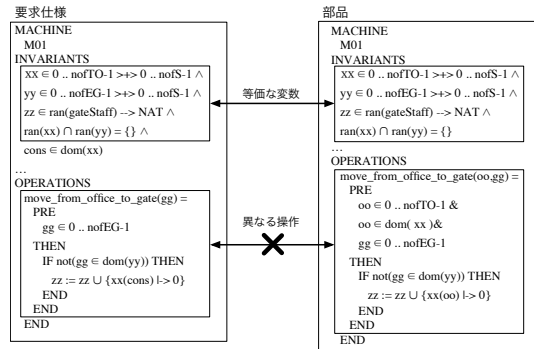 要求仕様
MACHINE
M01
INVARIANTS
xx ∈ 0 .. nofTO-1 >+> 0 .. nofS-1 ∧
yy ∈ 0 .. nofEG-1 >+> 0 .. nofS-1 ∧
zz ∈ ran(gateStaff) --> NAT ∧
ran(xx) ∩ ran(yy) = {} ∧
cons ∈ dom(xx)
...
OPERATIONS
move_from_office_to_gate(gg) =
PRE
gg ∈ 0 .. nofEG-1
THEN
IF not(gg ∈ dom(yy)) THEN
zz := zz ∪ {xx(cons) |-> 0}
END
END
END
等価な変数
異なる操作
部品
MACHINE
M01
INVARIANTS
xx ∈ 0 .. nofTO-1 >+> 0 .. nofS-1 ∧
yy ∈ 0 .. nofEG-1 >+> 0 .. nofS-1 ∧
zz ∈ ran(gateStaff) --> NAT ∧
ran(xx) ∩ ran(yy) = {}
...
OPERATIONS
move_from_office_to_gate(oo,gg) =
PRE
oo ∈ 0 .. nofTO-1 &
oo ∈ dom( xx )&
gg ∈ 0 .. nofEG-1
THEN
IF not(gg ∈ dom(yy)) THEN
zz := zz ∪ {xx(oo) |-> 0}
END
END
END